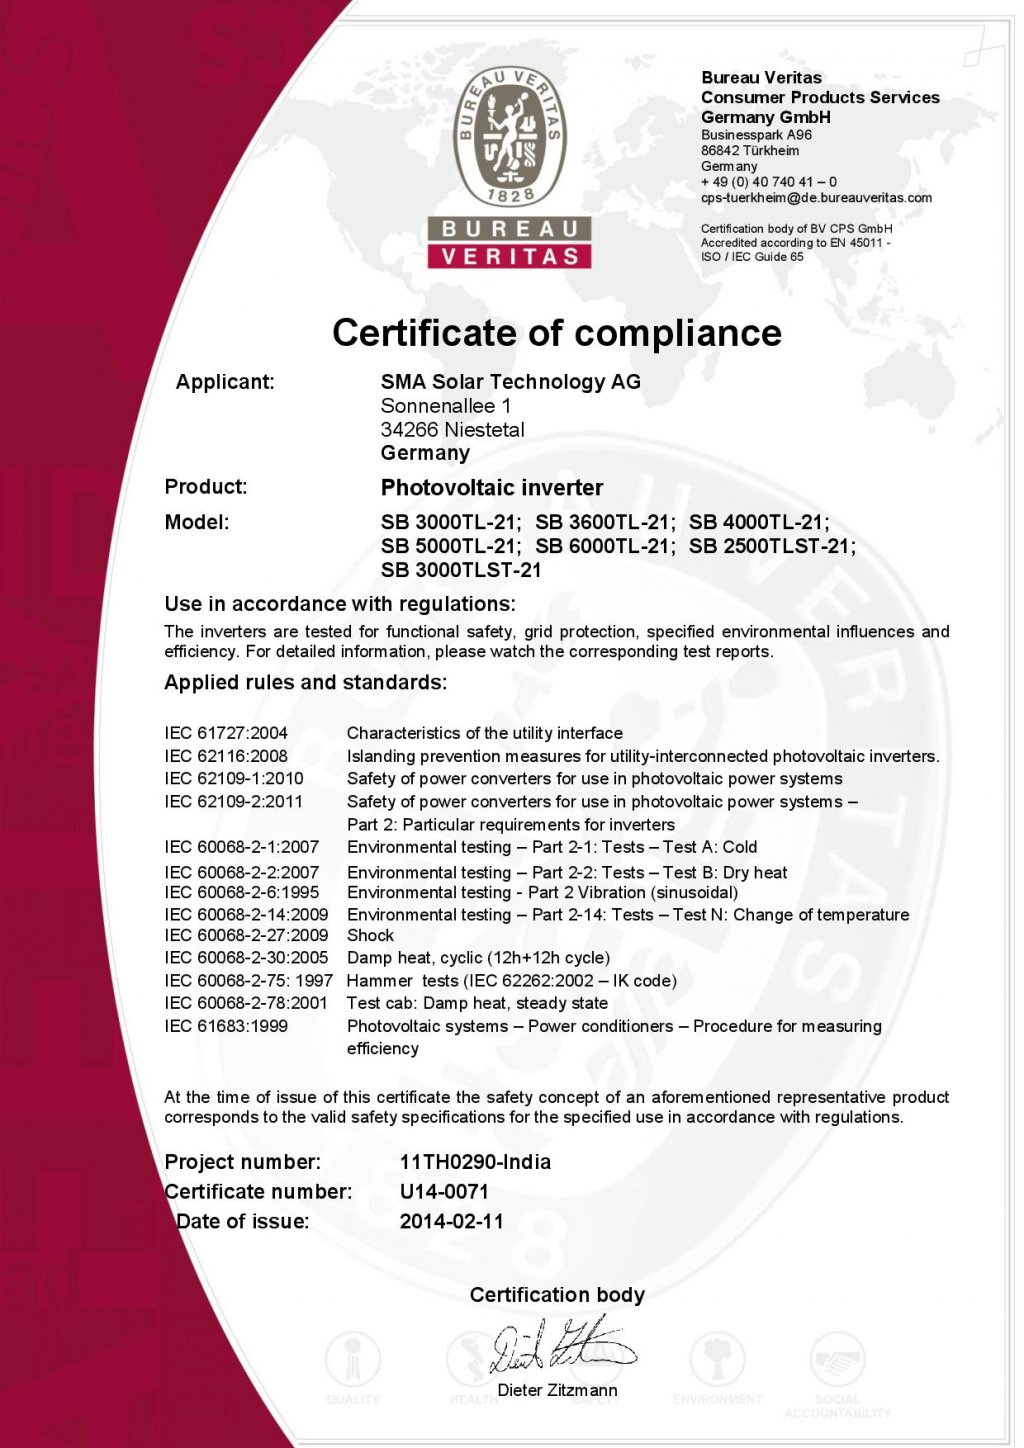 BUREAU VERITAS
1828
BUREAU
VERITAS
Bureau Veritas
Consumer Products Services
Germany GmbH
Businesspark A96
86842 Türkheim
Germany
+ 49 (0) 40 740 41 – 0
cps-tuerkheim@de.bureauveritas.com
Certification body of BV CPS GmbH
Accredited according to EN 45011 -
ISO / IEC Guide 65
Certificate of compliance
Applicant: SMA Solar Technology AG
Sonnenallee 1
34266 Niestetal
Germany
Product: Photovoltaic inverter
Model: SB 3000TL-21; SB 3600TL-21; SB 4000TL-21;
SB 5000TL-21; SB 6000TL-21; SB 2500TLST-21;
SB 3000TLST-21
Use in accordance with regulations:
The inverters are tested for functional safety, grid protection, specified environmental influences and
efficiency. For detailed information, please watch the corresponding test reports.
Applied rules and standards:
IEC 61727:2004 Characteristics of the utility interface
IEC 62116:2008 Islanding prevention measures for utility-interconnected photovoltaic inverters.
IEC 62109-1:2010 Safety of power converters for use in photovoltaic power systems
IEC 62109-2:2011 Safety of power converters for use in photovoltaic power systems –
Part 2: Particular requirements for inverters
IEC 60068-2-1:2007 Environmental testing – Part 2-1: Tests – Test A: Cold
IEC 60068-2-2:2007 Environmental testing – Part 2-2: Tests – Test B: Dry heat
IEC 60068-2-6:1995 Environmental testing - Part 2 Vibration (sinusoidal)
IEC 60068-2-14:2009 Environmental testing – Part 2-14: Tests – Test N: Change of temperature
IEC 60068-2-27:2009 Shock
IEC 60068-2-30:2005 Damp heat, cyclic (12h+12h cycle)
IEC 60068-2-75: 1997 Hammer tests (IEC 62262:2002 – IK code)
IEC 60068-2-78:2001 Test cab: Damp heat, steady state
IEC 61683:1999 Photovoltaic systems – Power conditioners – Procedure for measuring
efficiency
At the time of issue of this certificate the safety concept of an aforementioned representative product
corresponds to the valid safety specifications for the specified use in accordance with regulations.
Project number: 11TH0290-India
Certificate number: U14-0071
Date of issue: 2014-02-11
Certification body
Dieter Zitzmann
QUALITY
HEALTH
SAFETY
ENVIRONMENT
SOCIAL
ACCOUNTABILITY